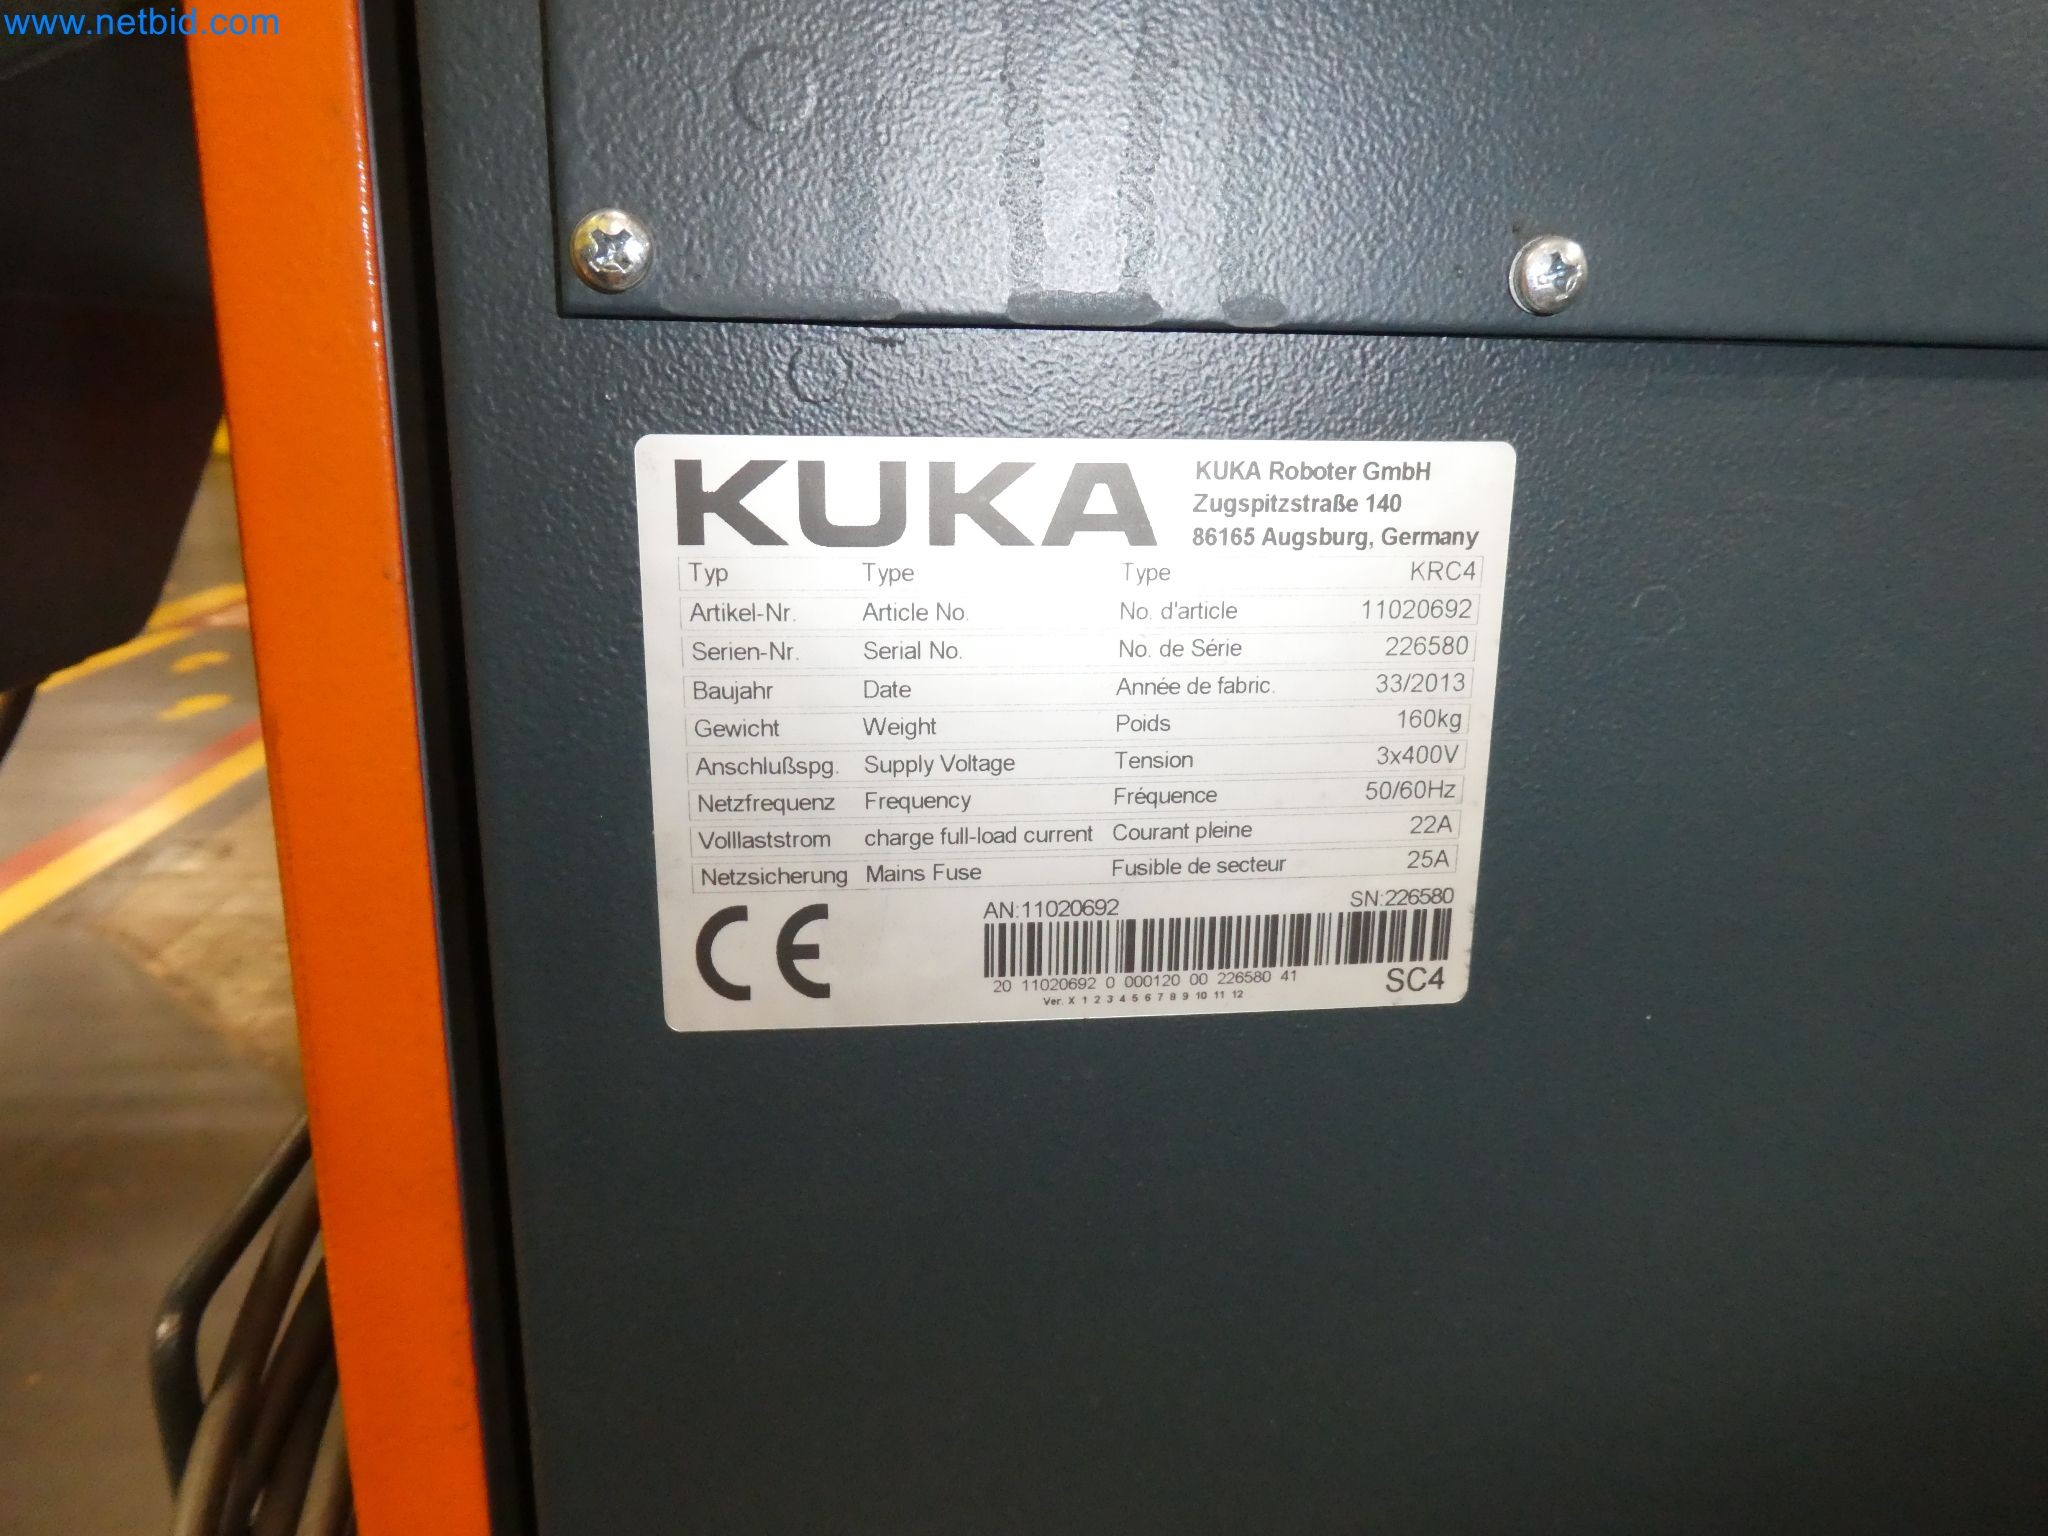 www.netbid.com
KUKA
KUKA Roboter GmbH
Zugspitzstraße 140
86165 Augsburg, Germany
Typ Type Type KRC4
Artikel-Nr. Article No. No. d'article 11020692
Serien-Nr. Serial No. No. de Série 226580
Baujahr Date Année de fabric. 33/2013
Gewicht Weight Poids 160kg
Anschlußspg. Supply Voltage Tension 3x400V
Netzfrequenz Frequency Fréquence 50/60Hz
Volllaststrom charge full-load current Courant pleine 22A
Netzsicherung Mains Fuse Fusible de secteur 25A
CE
AN:11020692 SN:226580
20 11020692 0 000120 00 226580 41
SC4
Ver. X 1 2 3 4 5 6 7 8 9 10 11 12